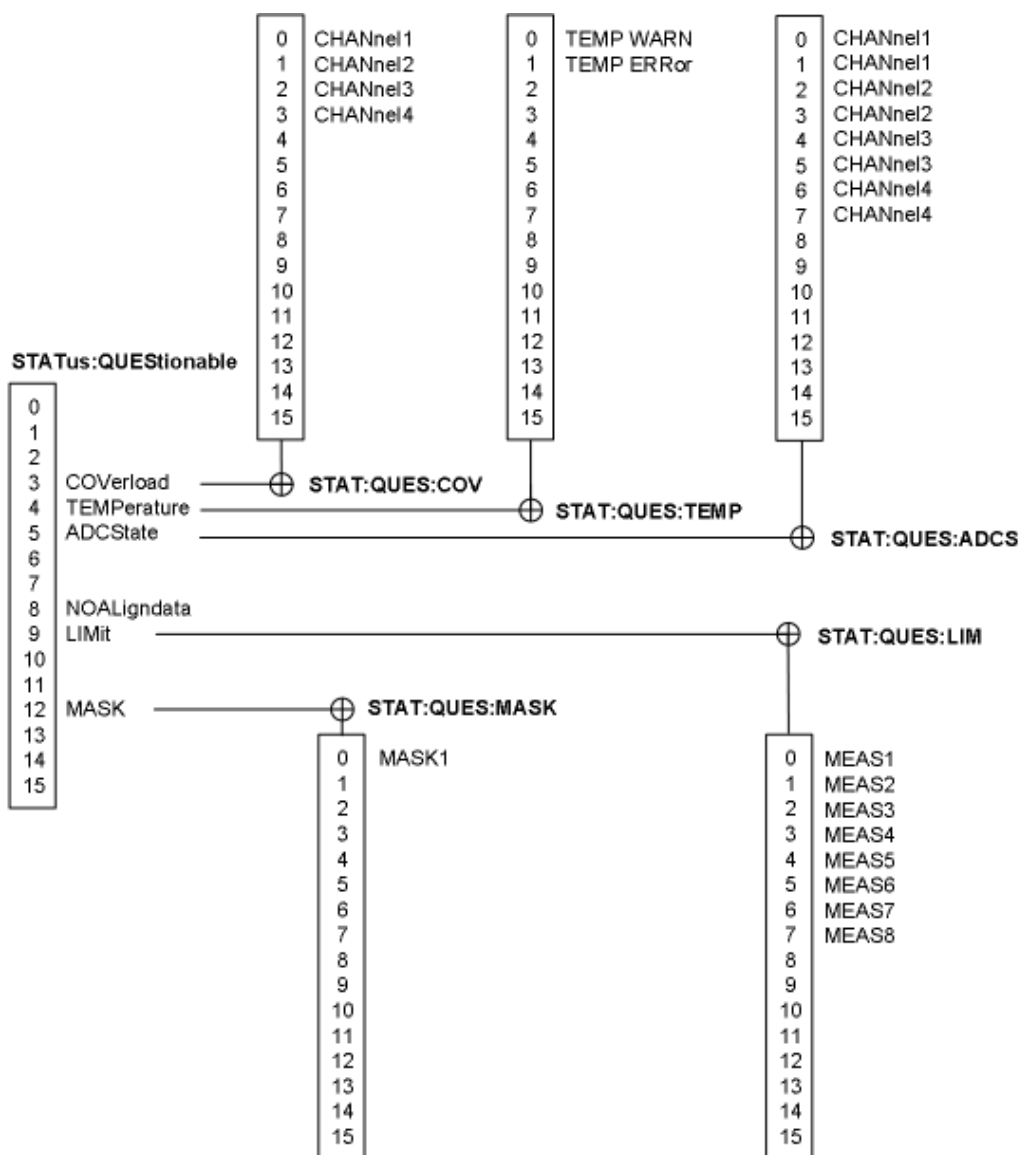 0 CHANnel1 0 TEMP WARN 0 CHANnel1
1 CHANnel2 1 TEMP ERRor 1 CHANnel1
2 CHANnel3 2 2 CHANnel2
3 CHANnel4 3 3 CHANnel2
4 4 4 CHANnel3
5 5 5 CHANnel3
6 6 6 CHANnel4
7 7 7 CHANnel4
8 8 8
9 9 9
10 10 10
11 11 11
12 12 12
STATus:QUEStionable
13 13 13
14 14 14
15 15 15
0
1
2
3 COVerload STAT:QUES:COV
4 TEMPerature STAT:QUES:TEMP
5 ADCState STAT:QUES:ADCS
6
7
8 NOALigndata
9 LIMit STAT:QUES:LIM
10
11
12 MASK STAT:QUES:MASK
13
14
15
0 MASK1 0 MEAS1
1 1 MEAS2
2 2 MEAS3
3 3 MEAS4
4 4 MEAS5
5 5 MEAS6
6 6 MEAS7
7 7 MEAS8
8 8
9 9
10 10
11 11
12 12
13 13
14 14
15 15